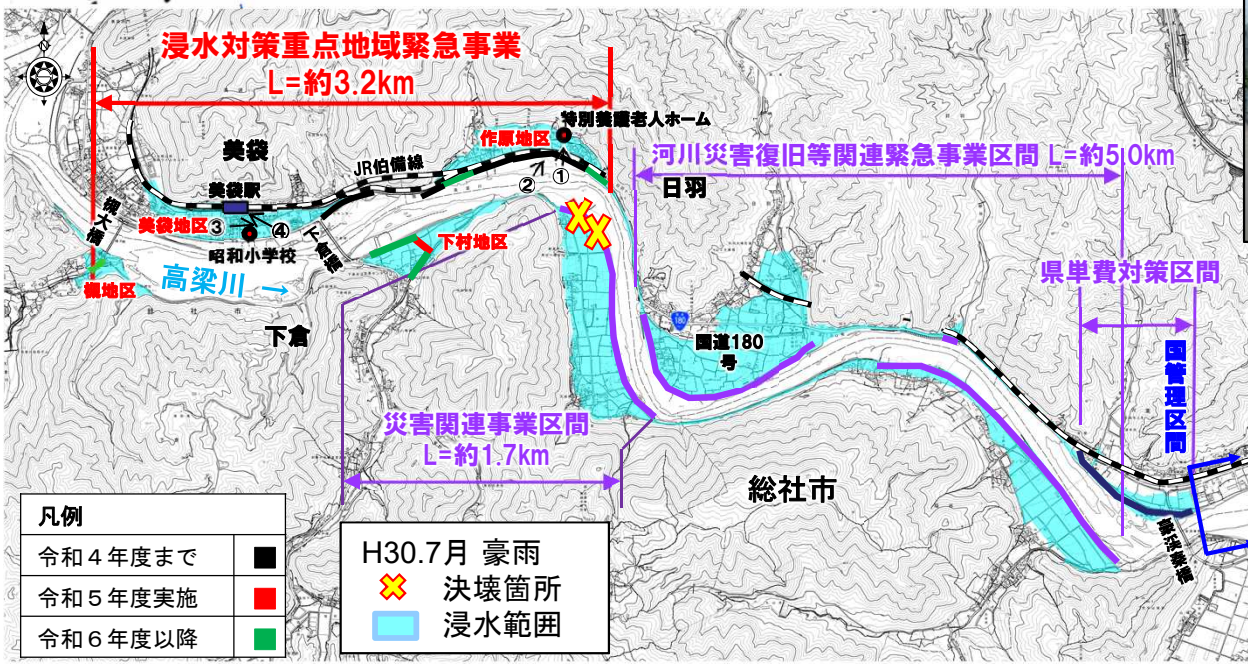 浸水対策重点地域緊急事業
L=約3.2km
N
特別養護老人ホーム
作原地区
美袋
JR伯備線
河川災害復旧等関連緊急事業区間 L=約5.0km
② ①
日羽
美袋駅
槻大橋
美袋地区
③
④
昭和小学校
下倉橋
下村地区
県単費対策区間
高梁川 →
槻地区
180
国道180
号
下倉
国管理区間
災害関連事業区間
L=約1.7km
総社市
豪渓秦橋
凡例
令和4年度まで
令和5年度実施
令和6年度以降
H30.7月 豪雨
決壊箇所
浸水範囲